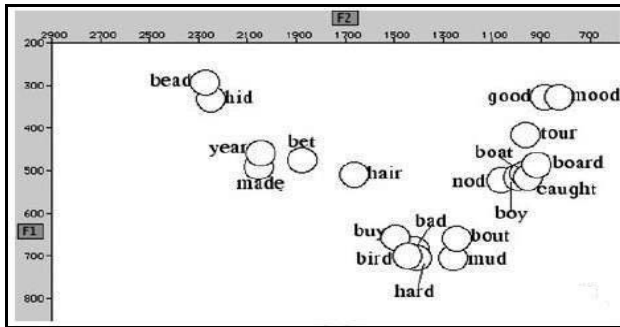 F2
2900 2700 2500 2300 2100 1900 1700 1500 1300 1100 900 700
200
300
bead
hid
good
mood
400
tour
year
bet
boat
board
500
made
hair
nod
caught
600
boy
F1
buy
bad
bout
700
bird
mud
hard
800